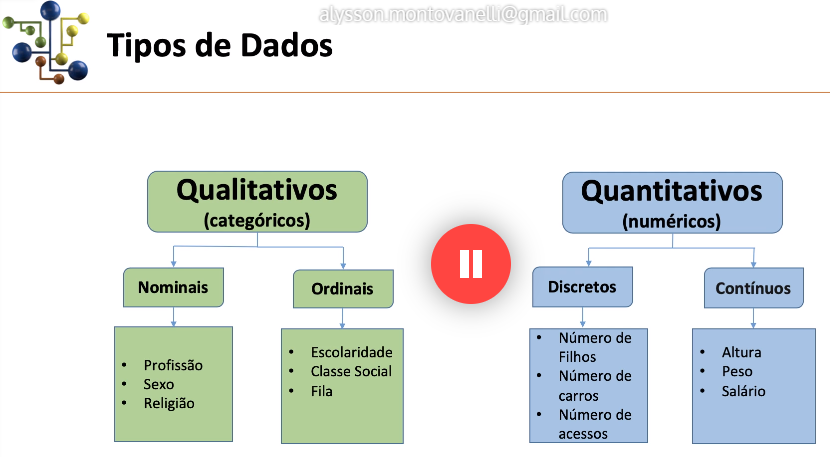 alysson.montovanelli@gmail.com
Tipos de Dados
Qualitativos
(categóricos)
Quantitativos
(numéricos)
Nominais
Ordinais
Discretos
Contínuos
• Profissão
• Sexo
• Religião
• Escolaridade
• Classe Social
• Fila
• Número de
Filhos
• Número de
carros
• Número de
acessos
• Altura
• Peso
• Salário